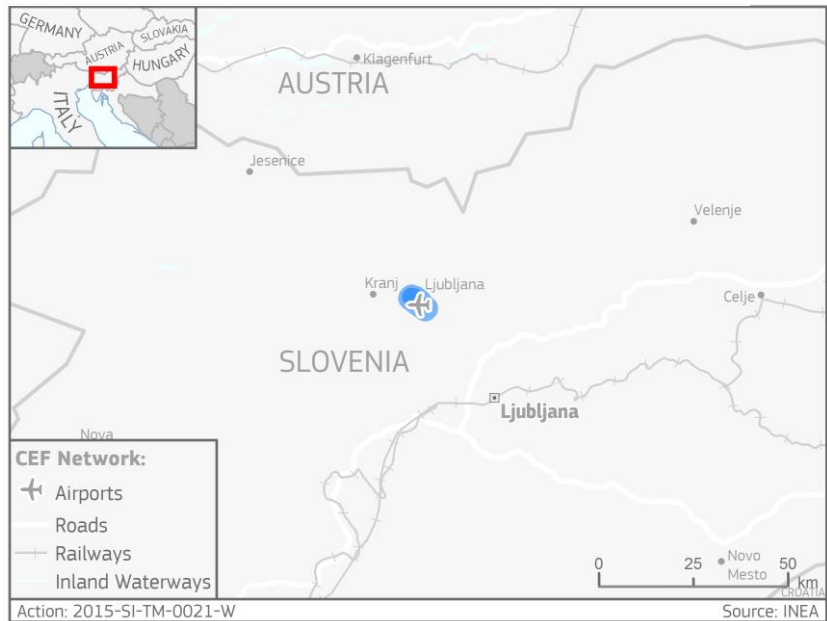 GERMANY
SLOVAKIA
AUSTRIA
HUNGARY
ITALY
Klagenfurt
AUSTRIA
Jesenice
Velenje
Kranj
Ljubljana
Celje
SLOVENIA
Ljubljana
Nova
CEF Network:
Airports
Roads
Railways
Inland Waterways
0 25 50
km
Novo
Mesto
CROATIA
Action: 2015-SI-TM-0021-W
Source: INEA